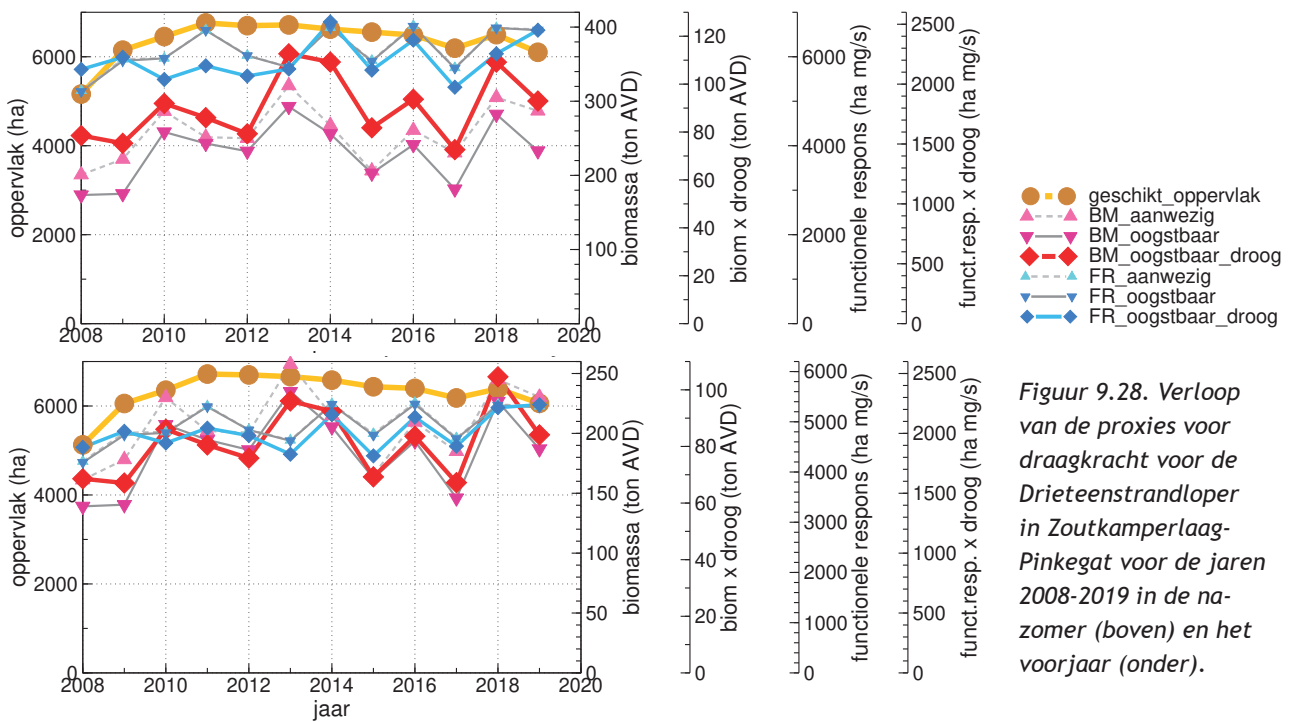 oppervlak (ha)
6000
4000
2000
0
2008
2010
2012
2014
2016
2018
2020
400
300
200
100
0
biomassa (ton AVD)
120
100
80
60
40
20
0
biom x droog (ton AVD)
6000
4000
2000
0
functionele respons (ha mg/s)
2500
2000
1500
1000
500
0
funct.resp. x droog (ha mg/s)
geschikt_oppervlak
BM_aanwezig
BM_oogstbaar
BM_oogstbaar_droog
FR_aanwezig
FR_oogstbaar
FR_oogstbaar_droog
oppervlak (ha)
6000
4000
2000
0
2008
2010
2012
2014
2016
2018
2020
jaar
250
200
150
100
50
0
biomassa (ton AVD)
100
80
60
40
20
0
biom x droog (ton AVD)
6000
5000
4000
3000
2000
1000
0
functionele respons (ha mg/s)
2500
2000
1500
1000
500
0
funct.resp. x droog (ha mg/s)
Figuur 9.28. Verloop
van de proxies voor
draagkracht voor de
Drieteenstrandloper
in Zoutkamperlaag-
Pinkegat voor de jaren
2008-2019 in de na-
zomer (boven) en het
voorjaar (onder).